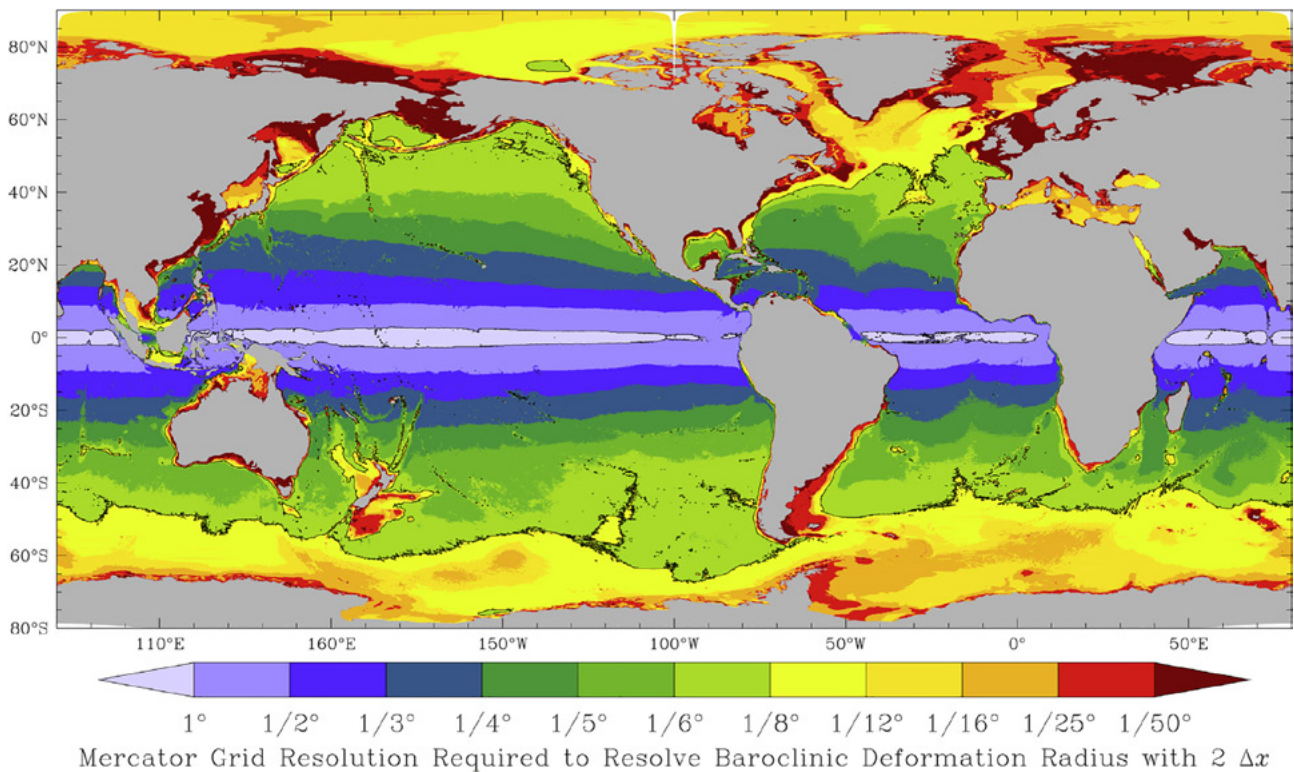 80°N
60°N
40°N
20°N
0°
20°S
40°S
60°S
80°S
110°E 160°E 150°W 100°W 50°W 0° 50°E
1° 1/2° 1/3° 1/4° 1/5° 1/6° 1/8° 1/12° 1/16° 1/25° 1/50°
Mercator Grid Resolution Required to Resolve Baroclinic Deformation Radius with 2 Δx